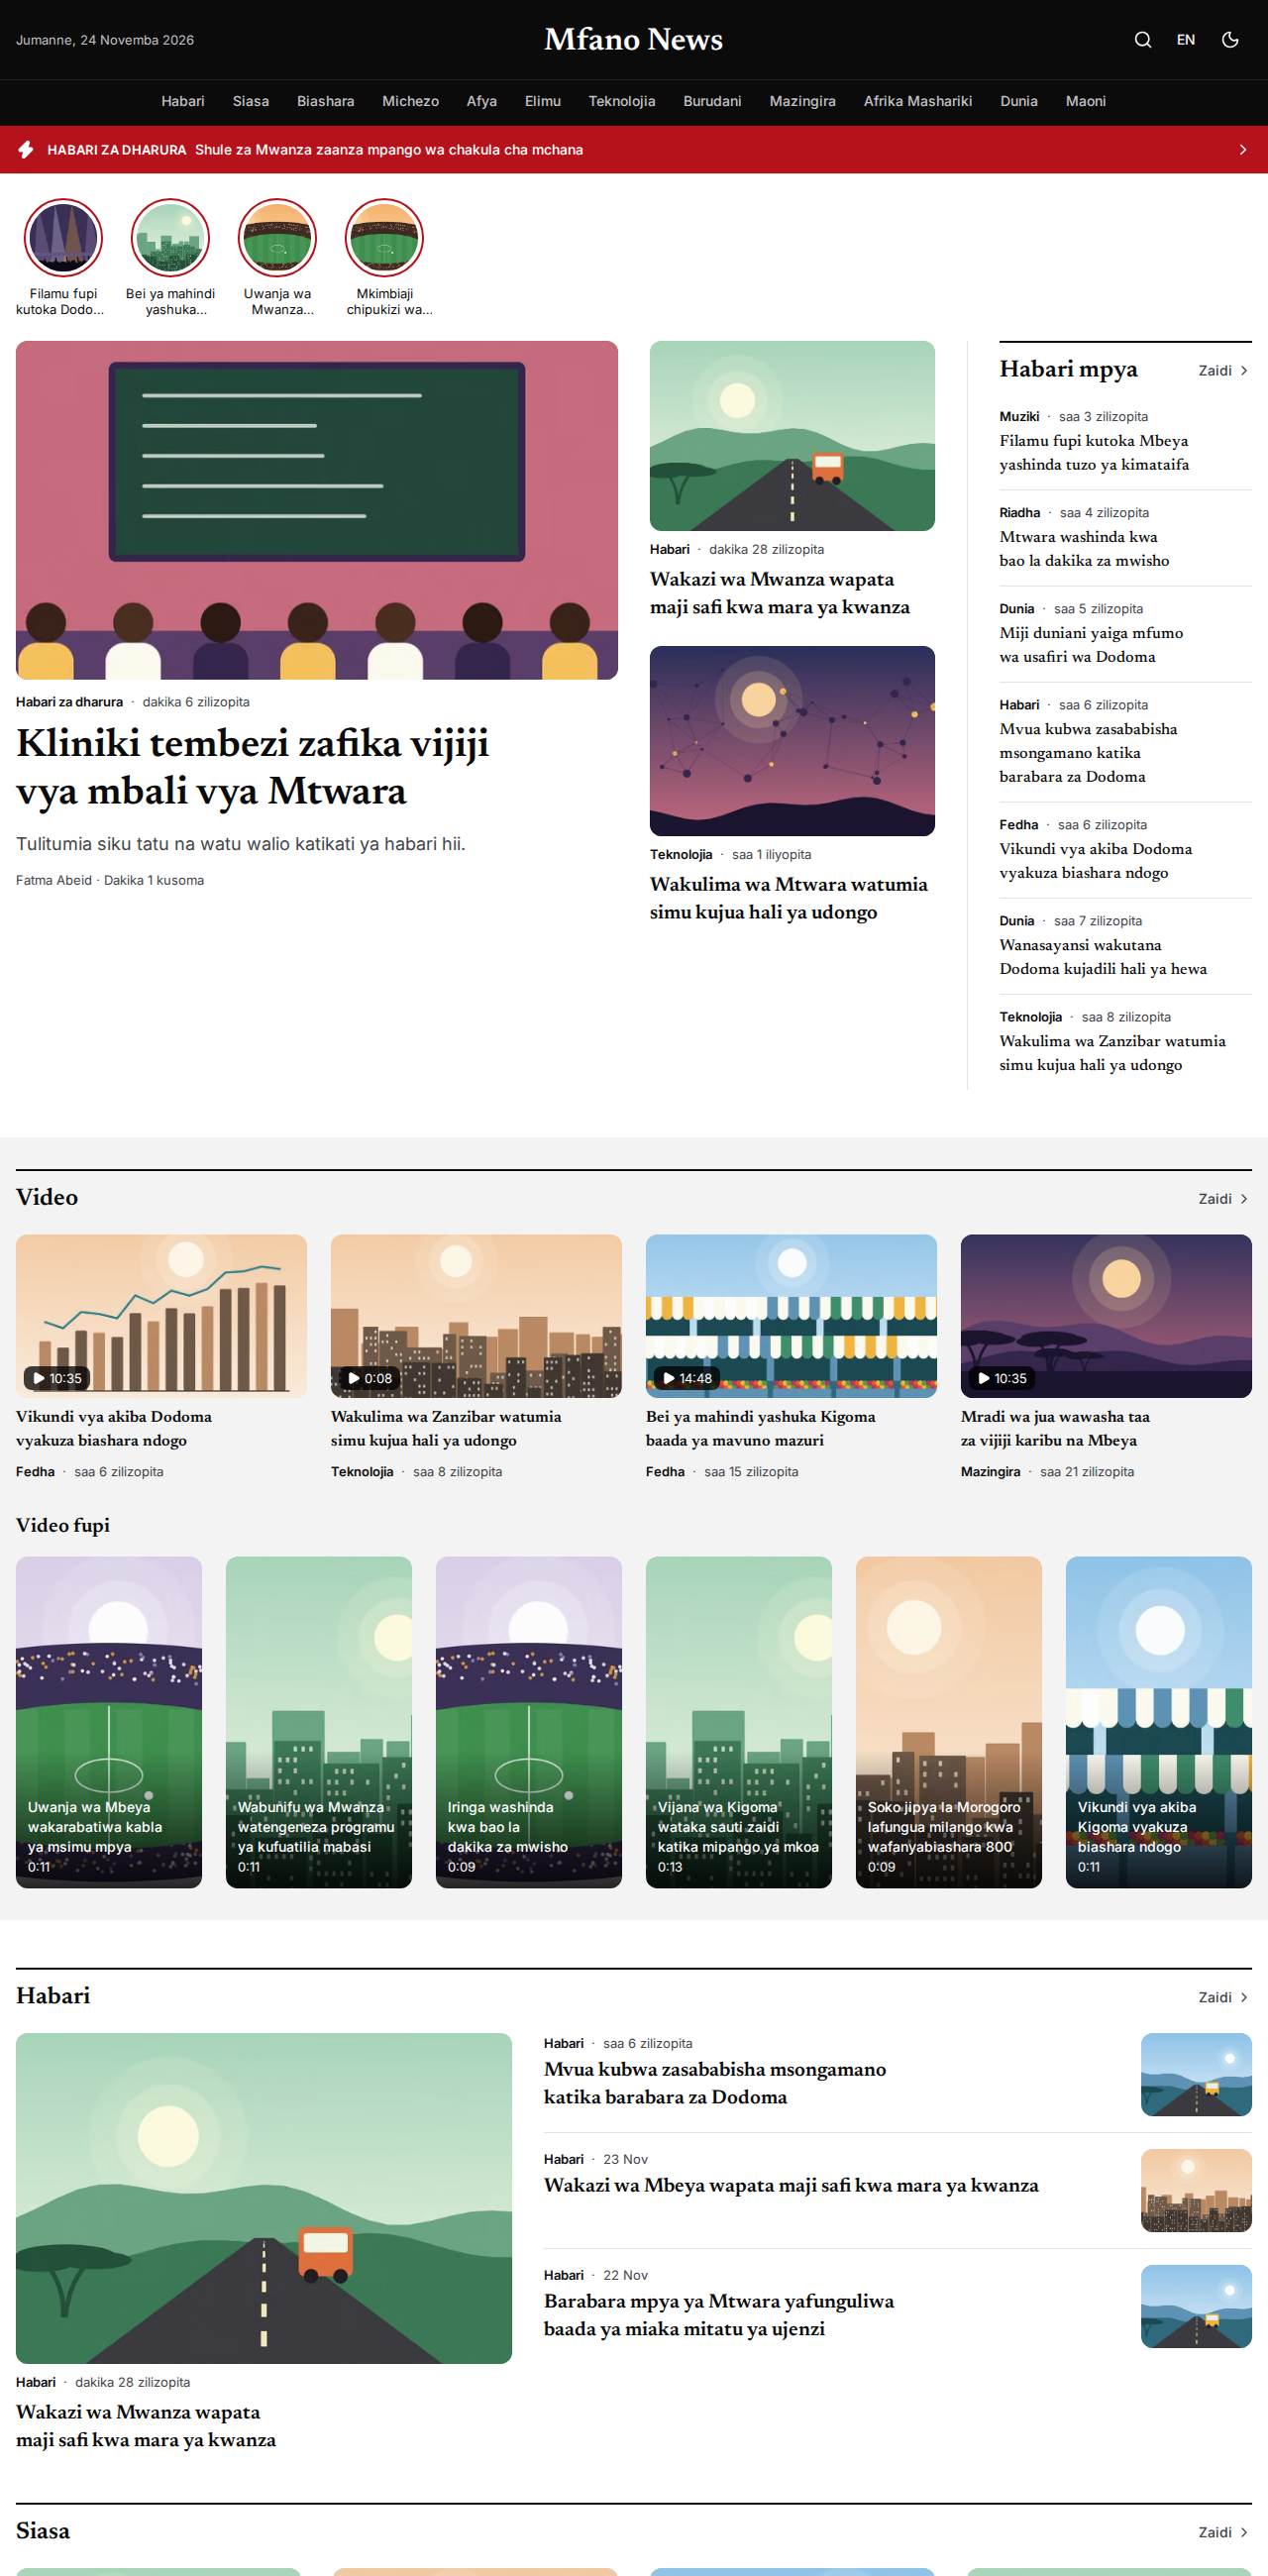 Jumanne, 24 Novemba 2026
Mfano News
EN
Habari Siasa Biashara Michezo Afya Elimu Teknolojia Burudani Mazingira Afrika Mashariki Dunia Maoni
HABARI ZA DHARURA Shule za Mwanza zaanza mpango wa chakula cha mchana
Filamu fupi
kutoka Dodo...
Bei ya mahindi
yashuka...
Uwanja wa
Mwanza...
Mkimbiaji
chipukizi wa...
Habari za dharura · dakika 6 zilizopita
Kliniki tembezi zafika vijiji
vya mbali vya Mtwara
Tulitumia siku tatu na watu walio katikati ya habari hii.
Fatma Abeid · Dakika 1 kusoma
Habari · dakika 28 zilizopita
Wakazi wa Mwanza wapata
maji safi kwa mara ya kwanza
Teknolojia · saa 1 iliyopita
Wakulima wa Mtwara watumia
simu kujua hali ya udongo
Habari mpya
Zaidi
Muziki · saa 3 zilizopita
Filamu fupi kutoka Mbeya
yashinda tuzo ya kimataifa
Riadha · saa 4 zilizopita
Mtwara washinda kwa
bao la dakika za mwisho
Dunia · saa 5 zilizopita
Miji duniani yaiga mfumo
wa usafiri wa Dodoma
Habari · saa 6 zilizopita
Mvua kubwa zasababisha
msongamano katika
barabara za Dodoma
Fedha · saa 6 zilizopita
Vikundi vya akiba Dodoma
vyakuza biashara ndogo
Dunia · saa 7 zilizopita
Wanasayansi wakutana
Dodoma kujadili hali ya hewa
Teknolojia · saa 8 zilizopita
Wakulima wa Zanzibar watumia
simu kujua hali ya udongo
Video
Zaidi
10:35
Vikundi vya akiba Dodoma
vyakuza biashara ndogo
Fedha · saa 6 zilizopita
0:08
Wakulima wa Zanzibar watumia
simu kujua hali ya udongo
Teknolojia · saa 8 zilizopita
14:48
Bei ya mahindi yashuka Kigoma
baada ya mavuno mazuri
Fedha · saa 15 zilizopita
10:35
Mradi wa jua wawasha taa
za vijiji karibu na Mbeya
Mazingira · saa 21 zilizopita
Video fupi
Uwanja wa Mbeya
wakarabatiwa kabla
ya msimu mpya
0:11
Wabunifu wa Mwanza
watengeneza programu
ya kufuatilia mabasi
0:11
Iringa washinda
kwa bao la
dakika za mwisho
0:09
Vijana wa Kigoma
wataka sauti zaidi
katika mipango ya mkoa
0:13
Soko jipya la Morogoro
lafungua milango kwa
wafanyabiashara 800
0:09
Vikundi vya akiba
Kigoma vyakuza
biashara ndogo
0:11
Habari
Zaidi
Habari · dakika 28 zilizopita
Wakazi wa Mwanza wapata
maji safi kwa mara ya kwanza
Habari · saa 6 zilizopita
Mvua kubwa zasababisha msongamano
katika barabara za Dodoma
Habari · 23 Nov
Wakazi wa Mbeya wapata maji safi kwa mara ya kwanza
Habari · 22 Nov
Barabara mpya ya Mtwara yafunguliwa
baada ya miaka mitatu ya ujenzi
Siasa
Zaidi